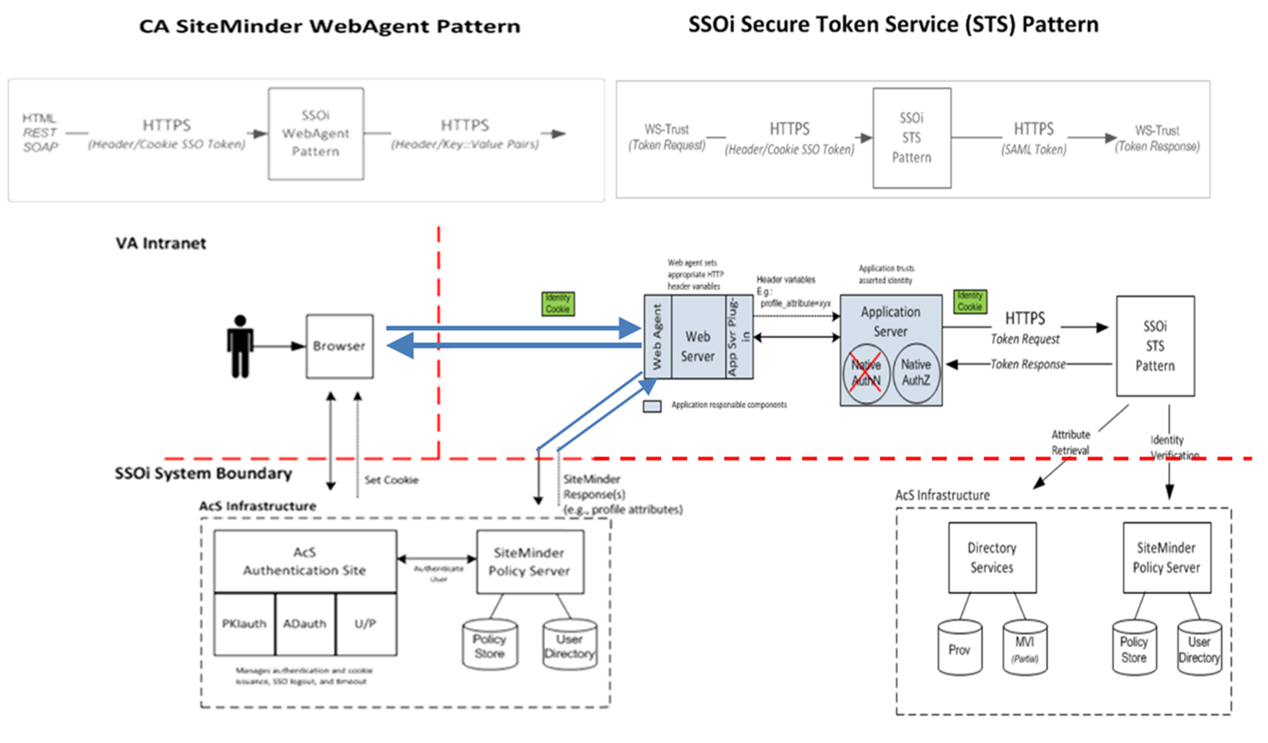 CA SiteMinder WebAgent Pattern
SSOi Secure Token Service (STS) Pattern
HTML
REST
SOAP
HTTPS
(Header/Cookie SSO Token)
SSOi
WebAgent
Pattern
HTTPS
(Header/Key::Value Pairs)
WS-Trust
(Token Request)
HTTPS
(Header/Cookie SSO Token)
SSOi
STS
Pattern
HTTPS
(SAML Token)
WS-Trust
(Token Response)
VA Intranet
Browser
Identity
Cookie
Web agent sets
appropriate HTTP
header variables
Web Agent
Web
Server
App Svr Plug-
in
Header variables
E.g.:
profile_attribute=xyx
Application trusts
asserted identity
Application
Server
Native
AuthN
Native
AuthZ
Identity
Cookie
HTTPS
Token Request
Token Response
SSOi
STS
Pattern
Application responsible components
Attribute
Retrieval
Identity
Verification
SSOi System Boundary
Set Cookie
SiteMinder
Response(s)
(e.g., profile attributes)
AcS Infrastructure
AcS
Authentication Site
PKIauth
ADauth
U/P
Manages authentication and cookie
issuance, SSO logout, and timeout
Authenticate
User
SiteMinder
Policy Server
Policy
Store
User
Directory
AcS Infrastructure
Directory
Services
Prov
MVI
(Partial)
SiteMinder
Policy Server
Policy
Store
User
Directory